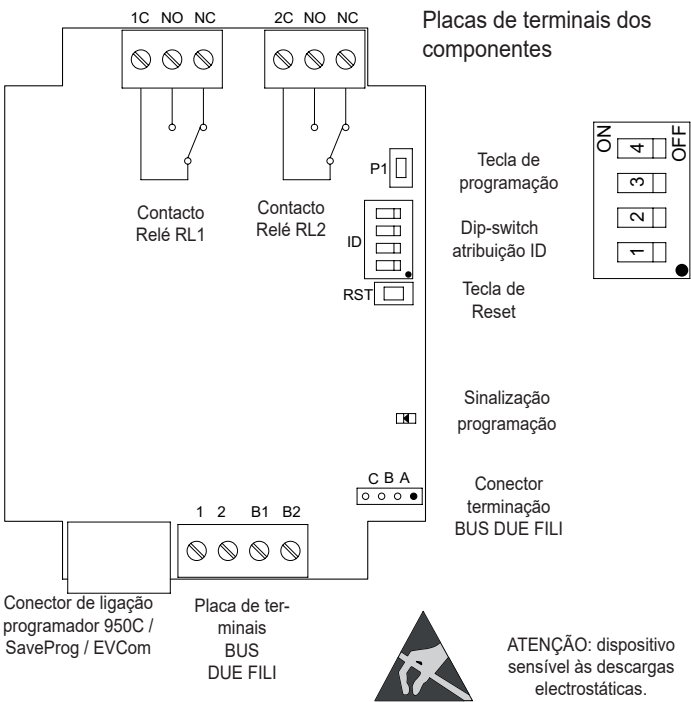 Placas de terminais dos
componentes
1C NO NC
2C NO NC
Contacto
Relé RL1
Contacto
Relé RL2
P1
Tecla de
programação
ID
Dip-switch
atribuição ID
RST
Tecla de
Reset
ON
OFF
4
3
2
1
Sinalização
programação
C B A
Conector
terminação
BUS DUE FILI
1 2 B1 B2
Conector de ligação
programador 950C /
SaveProg / EVCom
Placa de ter-
minais
BUS
DUE FILI
ATENÇÃO: dispositivo
sensível às descargas
electrostáticas.